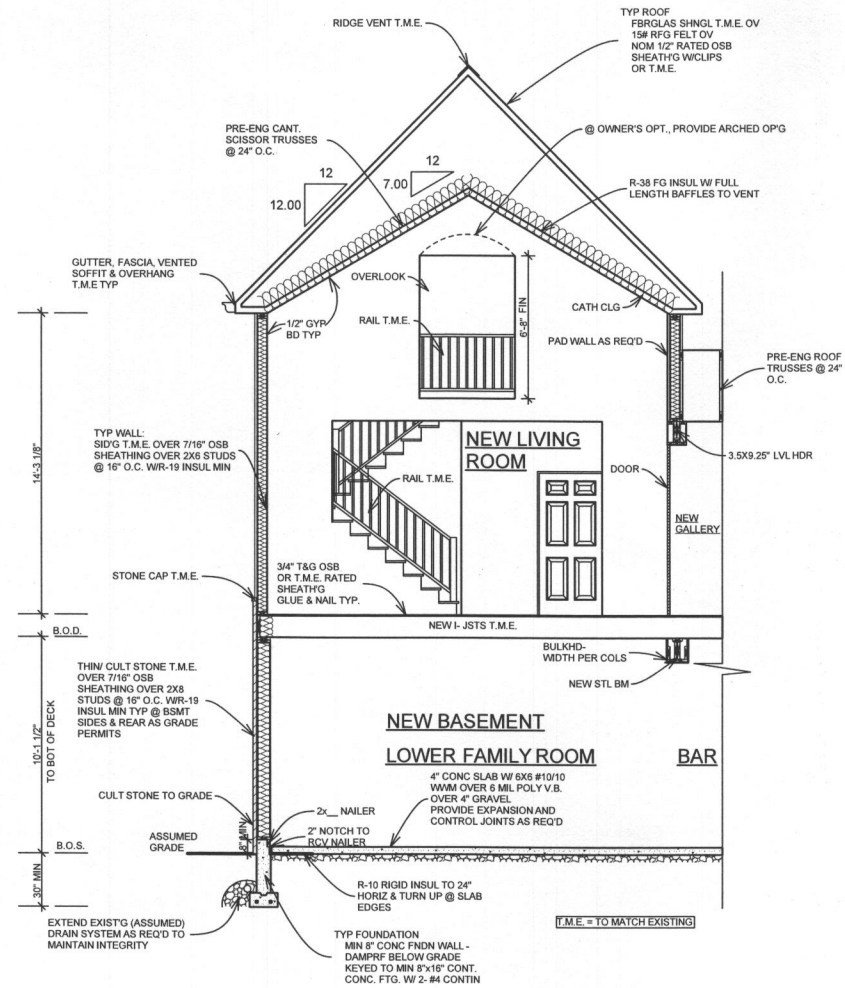 RIDGE VENT T.M.E.
TYP ROOF
FBRGLAS SHNGL T.M.E. OV
15# RFG FELT OV
NOM 1/2" RATED OSB
SHEATH'G W/CLIPS
OR T.M.E.
PRE-ENG CANT.
SCISSOR TRUSSES
@ 24" O.C.
@ OWNER'S OPT., PROVIDE ARCHED OP'G
12
12.00
12
7.00
R-38 FG INSUL W/ FULL
LENGTH BAFFLES TO VENT
GUTTER, FASCIA, VENTED
SOFFIT & OVERHANG
T.M.E TYP
OVERLOOK
6'-8" FIN
CATH CLG
1/2" GYP
BD TYP
RAIL T.M.E.
PAD WALL AS REQ'D
PRE-ENG ROOF
TRUSSES @ 24"
O.C.
14'-3 1/8"
TYP WALL:
SID'G T.M.E. OVER 7/16" OSB
SHEATHING OVER 2X6 STUDS
@ 16" O.C. W/R-19 INSUL MIN
NEW LIVING
ROOM
3.5X9.25" LVL HDR
RAIL T.M.E.
DOOR
NEW
GALLERY
STONE CAP T.M.E.
3/4" T&G OSB
OR T.M.E. RATED
SHEATH'G
GLUE & NAIL TYP.
NEW I- JSTS T.M.E.
B.O.D.
BULKHD-
WIDTH PER COLS
NEW STL BM
THIN/ CULT STONE T.M.E.
OVER 7/16" OSB
SHEATHING OVER 2X8
STUDS @ 16" O.C. W/R-19
INSUL MIN TYP @ BSMT
SIDES & REAR AS GRADE
PERMITS
10'-1 1/2"
TO BOT OF DECK
NEW BASEMENT
LOWER FAMILY ROOM
BAR
4" CONC SLAB W/ 6X6 #10/10
WWM OVER 6 MIL POLY V.B.
OVER 4" GRAVEL
PROVIDE EXPANSION AND
CONTROL JOINTS AS REQ'D
CULT STONE TO GRADE
2x__ NAILER
2" NOTCH TO
RCV NAILER
8" MIN
ASSUMED
GRADE
B.O.S.
30" MIN
R-10 RIGID INSUL TO 24"
HORIZ & TURN UP @ SLAB
EDGES
T.M.E. = TO MATCH EXISTING
EXTEND EXIST'G (ASSUMED)
DRAIN SYSTEM AS REQ'D TO
MAINTAIN INTEGRITY
TYP FOUNDATION
MIN 8" CONC FNDN WALL -
DAMPRF BELOW GRADE
KEYED TO MIN 8"x16" CONT.
CONC. FTG. W/ 2- #4 CONTIN